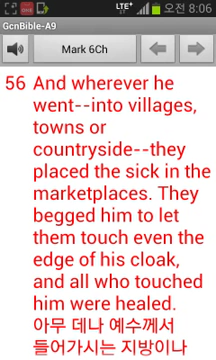 LTE 오전 8:06
GcnBible-A9
Mark 6Ch
56 And wherever he
went--into villages,
towns or
countryside--they
placed the sick in the
marketplaces. They
begged him to let
them touch even the
edge of his cloak,
and all who touched
him were healed.
아무 데나 예수께서
들어가시는 지방이나